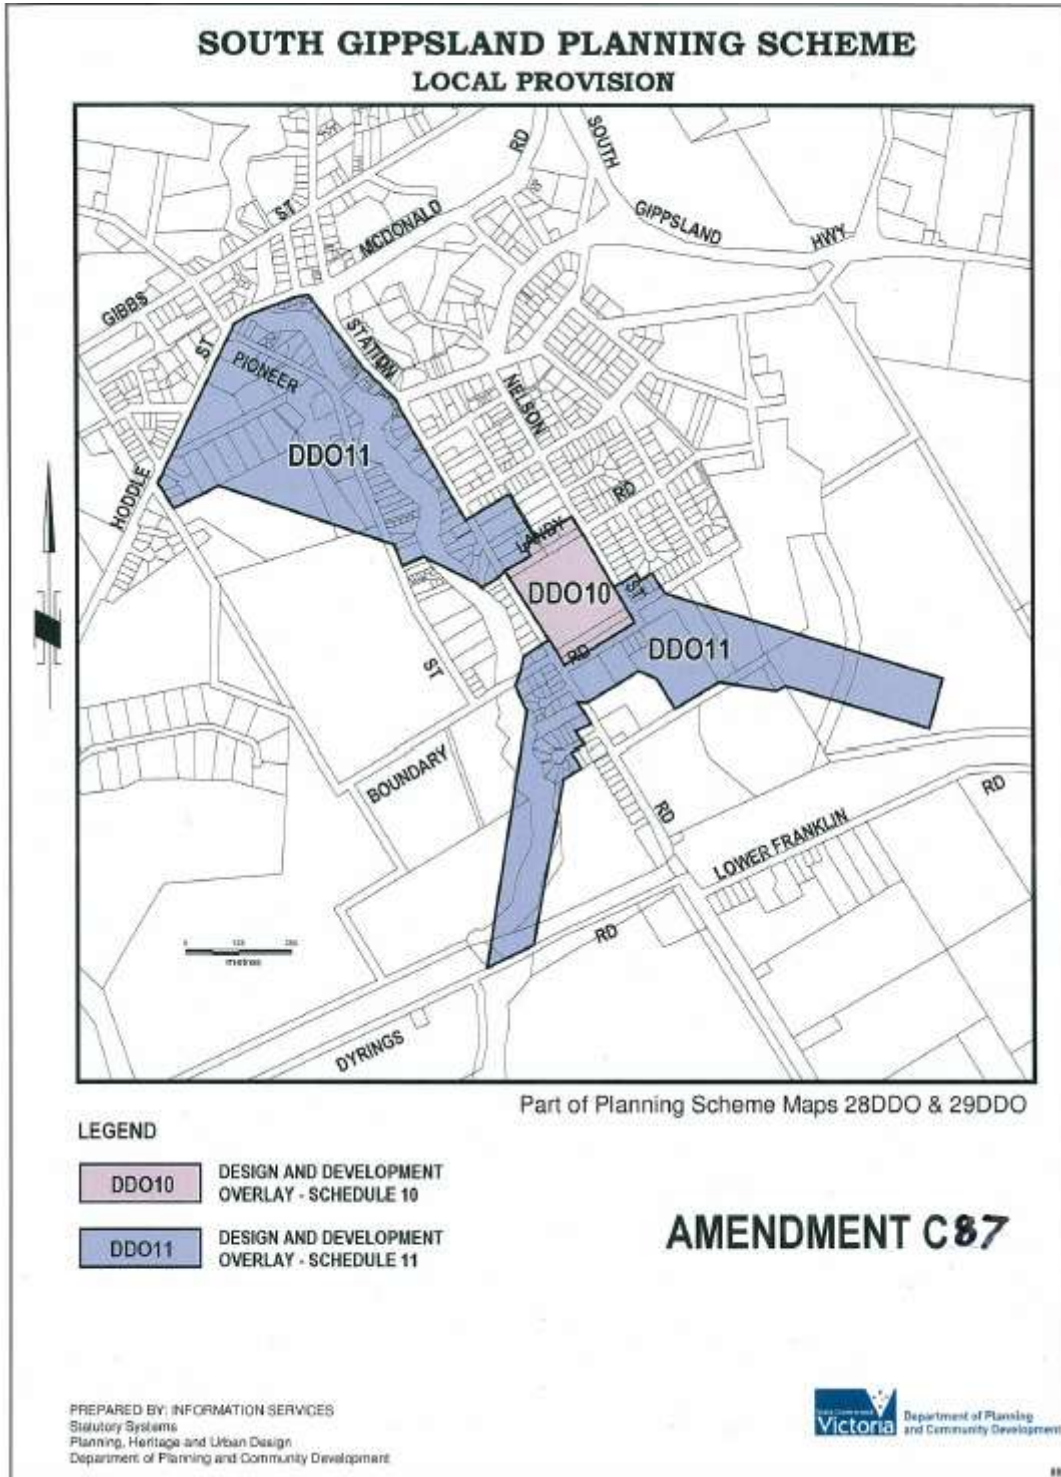 SOUTH GIPPSLAND PLANNING SCHEME
LOCAL PROVISION
RD
SOUTH
ST
MCDONALD
GIPPSLAND
HWY
GIBBS
ST
STATION
PIONEER
NELSON
DDO11
RD
HODDLE
LANDY
DDO10
ST
DDO11
RD
ST
BOUNDARY
RD
RD
LOWER FRANKLIN
RD
metres
DYRINGS
Part of Planning Scheme Maps 28DDO & 29DDO
LEGEND
DDO10
DESIGN AND DEVELOPMENT
OVERLAY - SCHEDULE 10
DDO11
DESIGN AND DEVELOPMENT
OVERLAY - SCHEDULE 11
AMENDMENT C87
PREPARED BY: INFORMATION SERVICES
Statutory Systems
Planning, Heritage and Urban Design
Department of Planning and Community Development
Victoria
Department of Planning
and Community Development